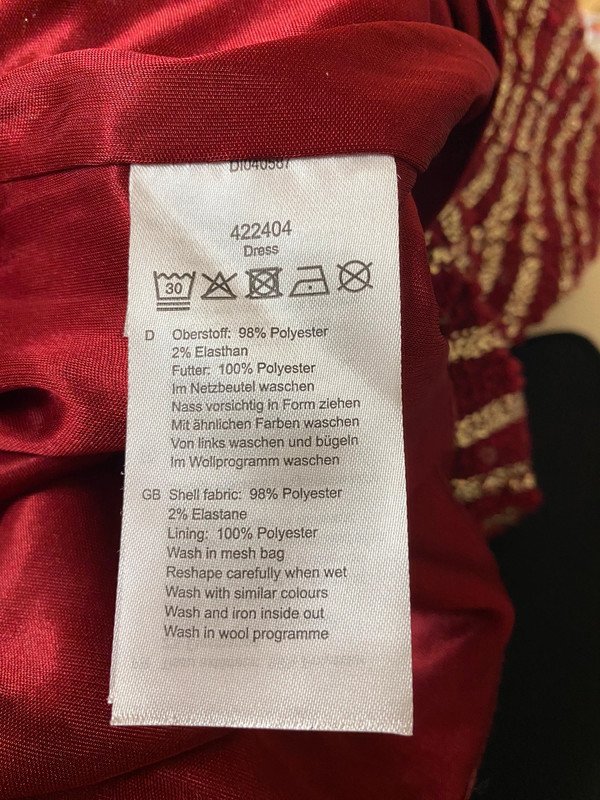 DI040567
422404
Dress
30
D Oberstoff: 98% Polyester
2% Elasthan
Futter: 100% Polyester
Im Netzbeutel waschen
Nass vorsichtig in Form ziehen
Mit ähnlichen Farben waschen
Von links waschen und bügeln
Im Wollprogramm waschen
GB Shell fabric: 98% Polyester
2% Elastane
Lining: 100% Polyester
Wash in mesh bag
Reshape carefully when wet
Wash with similar colours
Wash and iron inside out
Wash in wool programme